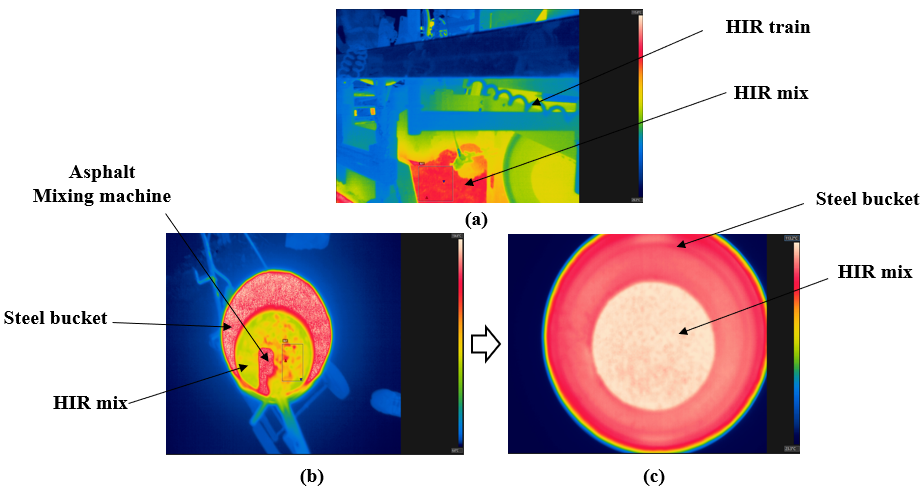 HIR train
HIR mix
(a)
Asphalt
Mixing machine
Steel bucket
HIR mix
(b)
Steel bucket
HIR mix
(c)